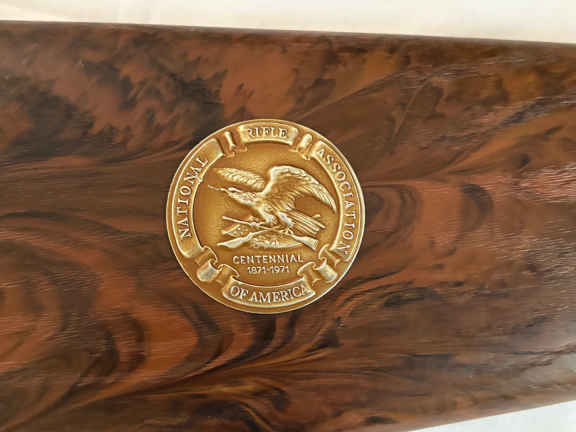 NATIONAL
RIFLE
ASSOCIATION
CENTENNIAL
1871-1971
OF AMERICA